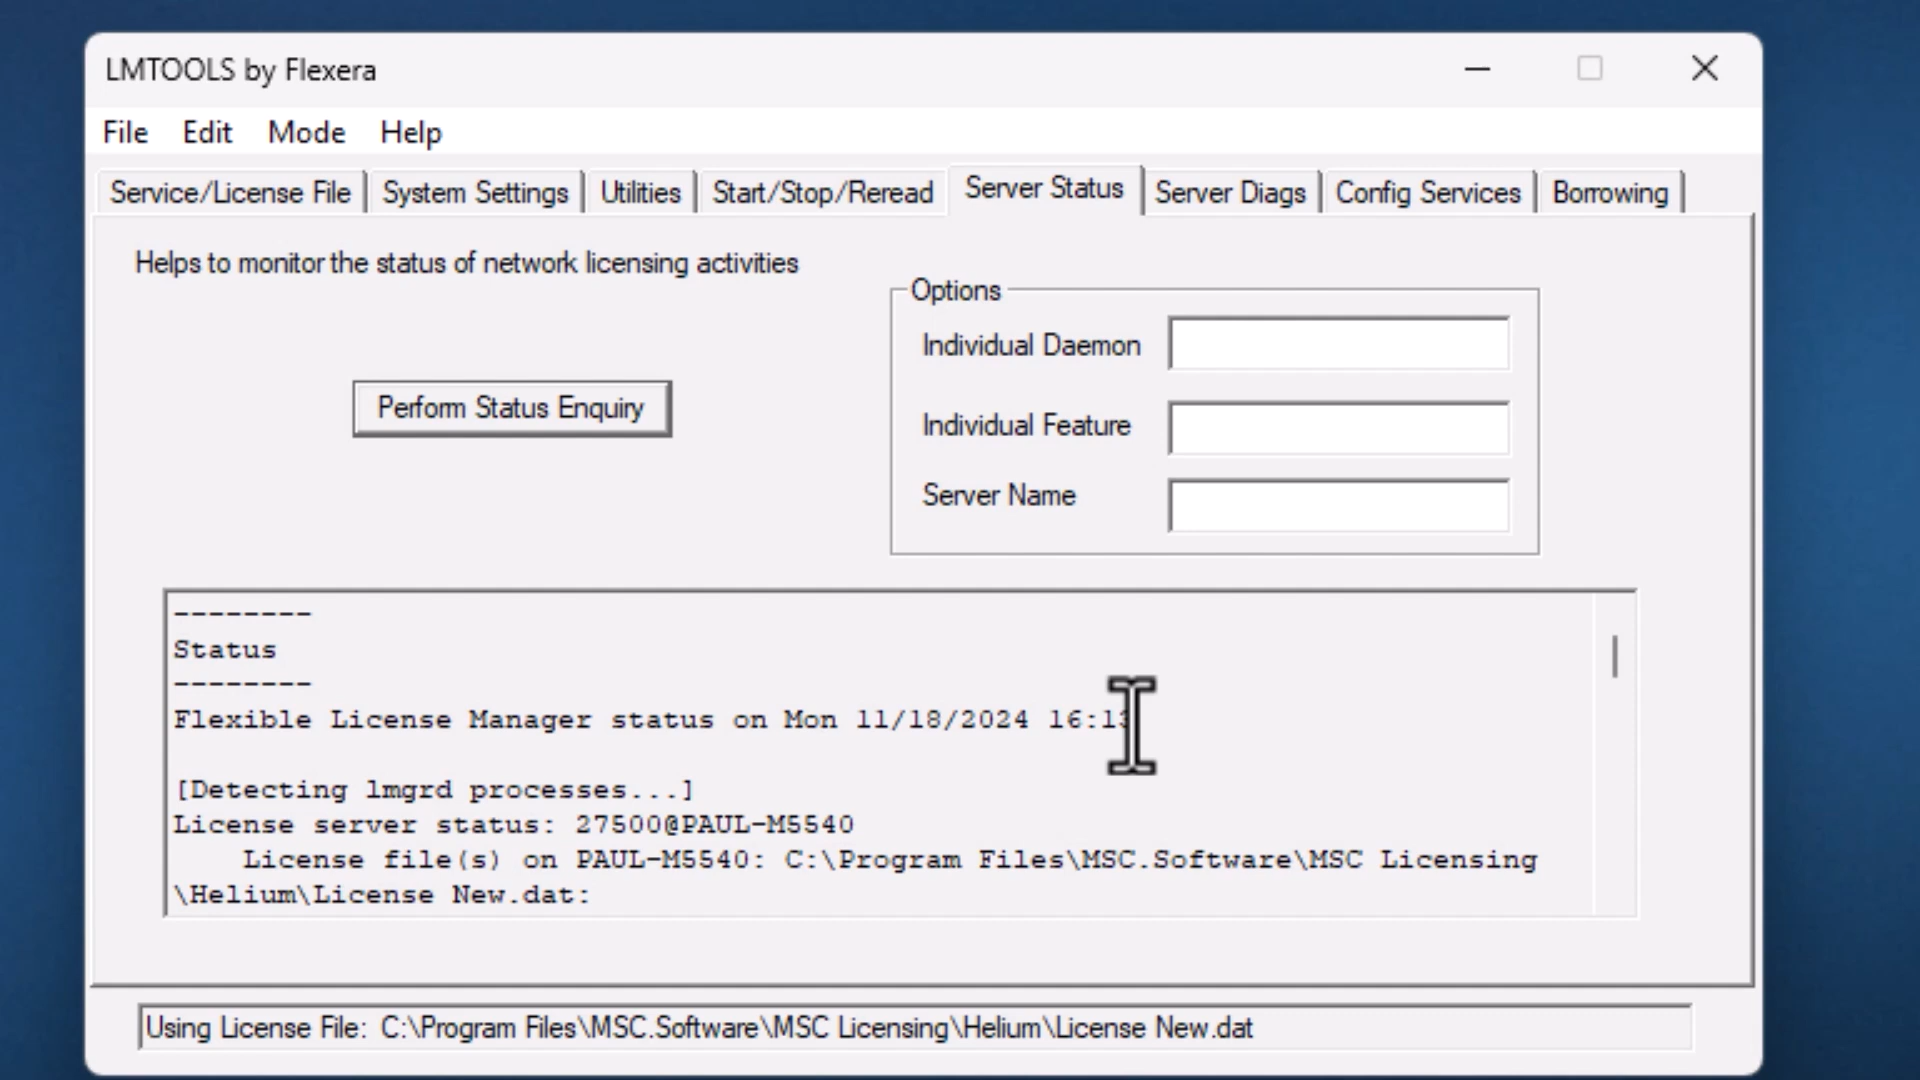 LMTOOLS by Flexera
File Edit Mode Help
Service/License File System Settings Utilities Start/Stop/Reread Server Status Server Diags Config Services Borrowing
Helps to monitor the status of network licensing activities
Options
Individual Daemon
Perform Status Enquiry
Individual Feature
Server Name
--------
Status
--------
Flexible License Manager status on Mon 11/18/2024
[Detecting lmgrd processes...]
License server status: 27500@PAUL-M5540
License file(s) on PAUL-M5540: C:\Program Files\MSC.Software\MSC Licensing
\Helium\License New.dat:
Using License File: C:\Program Files\MSC.Software\MSC Licensing\Helium\License New.dat